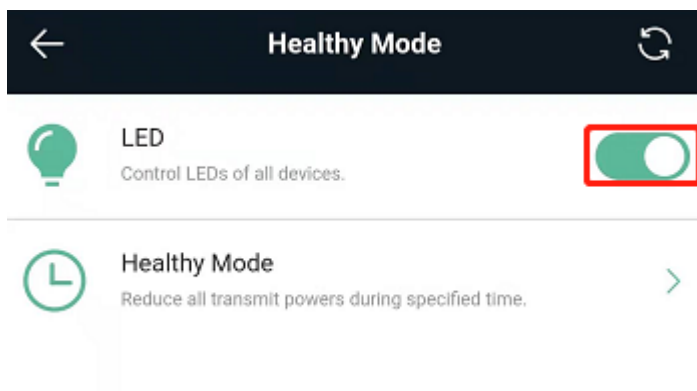 Healthy Mode
LED
Control LEDs of all devices.
Healthy Mode
Reduce all transmit powers during specified time.